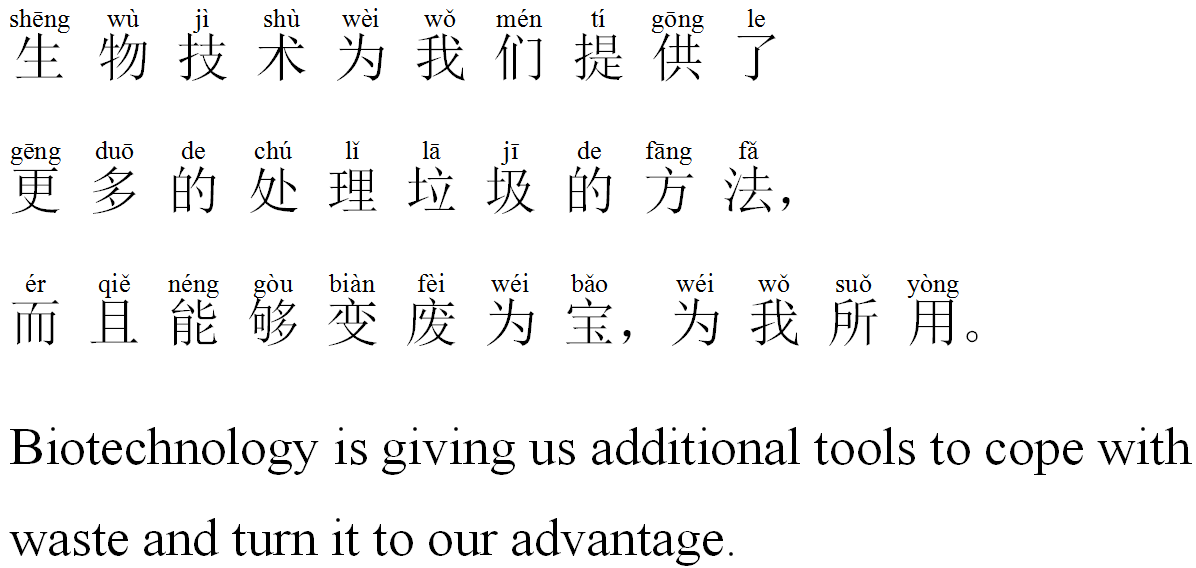 shēng wù jì shù wèi wǒ mén tí gōng le
生物技术为我们提供了
gēng duō de chú lǐ lā jī de fāng fǎ
更多的处理垃圾的方法，
ér qiě néng gòu biàn fèi wéi bǎo wéi wǒ suǒ yòng
而且能够变废为宝，为我所用。
Biotechnology is giving us additional tools to cope with
waste and turn it to our advantage.